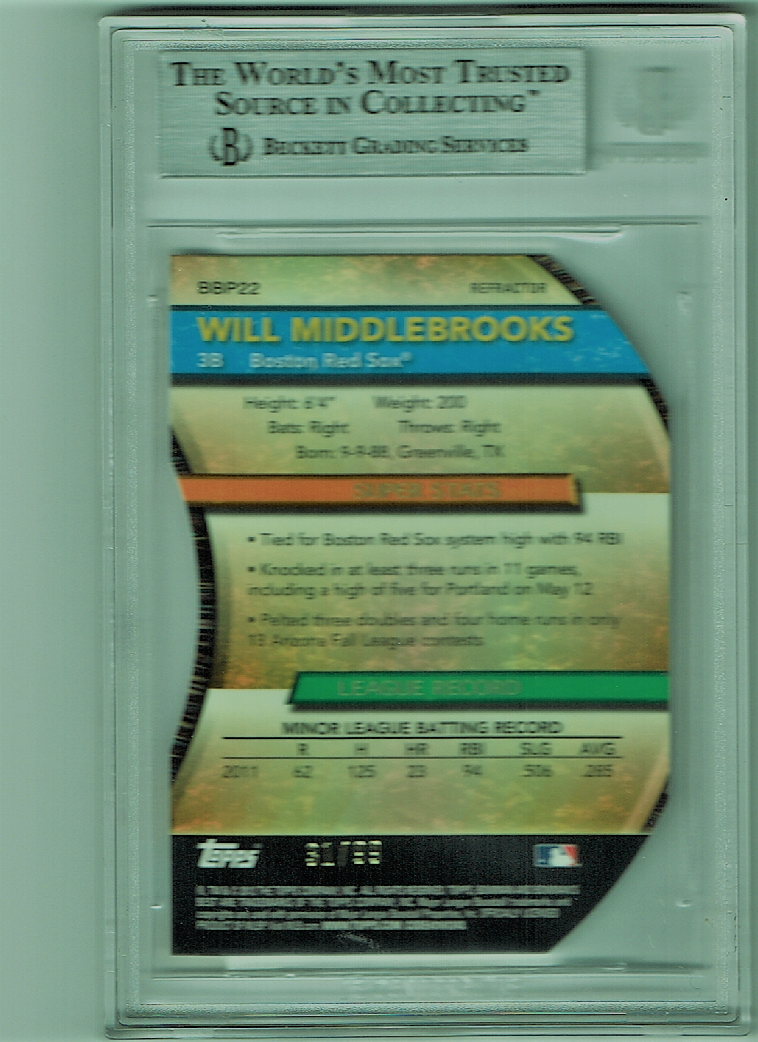 THE WORLD'S MOST TRUSTED
SOURCE IN COLLECTING™
B BECKETT GRADING SERVICES
BBP22 REFRACTOR
WILL MIDDLEBROOKS
3B Boston Red Sox®
Height: 6'4" Weight: 200
Bats: Right Throws: Right
Born: 9-9-88, Greenville, TX
SUPER STATS
• Tied for Boston Red Sox system high with 94 RBI
• Knocked in at least three runs in 11 games,
including a high of five for Portland on May 12
• Pelted three doubles and four home runs in only
13 Arizona Fall League contests
LEAGUE RECORD
MINOR LEAGUE BATTING RECORD
R H HR RBI SLG AVG
2011 62 125 23 94 .506 .285
Topps /99